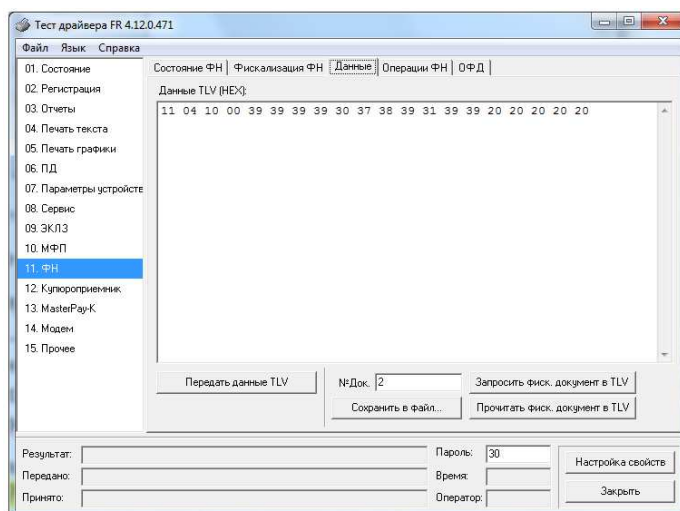 Тест драйвера FR 4.12.0.471
Файл Язык Справка
01. Состояние
02. Регистрация
03. Отчеты
04. Печать текста
05. Печать графики
06. ПД
07. Параметры устройств
08. Сервис
09. ЭКЛЗ
10. МФП
11. ФН
12. Купюроприемник
13. MasterPay-K
14. Модем
15. Прочее
Состояние ФН Фискализация ФН Данные Операции ФН ОФД
Данные TLV (HEX):
11 04 10 00 39 39 39 39 30 37 38 39 31 39 39 20 20 20 20 20
Передать данные TLV
№Док. 2
Запросить фиск. документ в TLV
Сохранить в файл...
Прочитать фиск. документ в TLV
Результат:
Пароль: 30
Настройка свойств
Передано:
Время:
Принято:
Оператор:
Закрыть